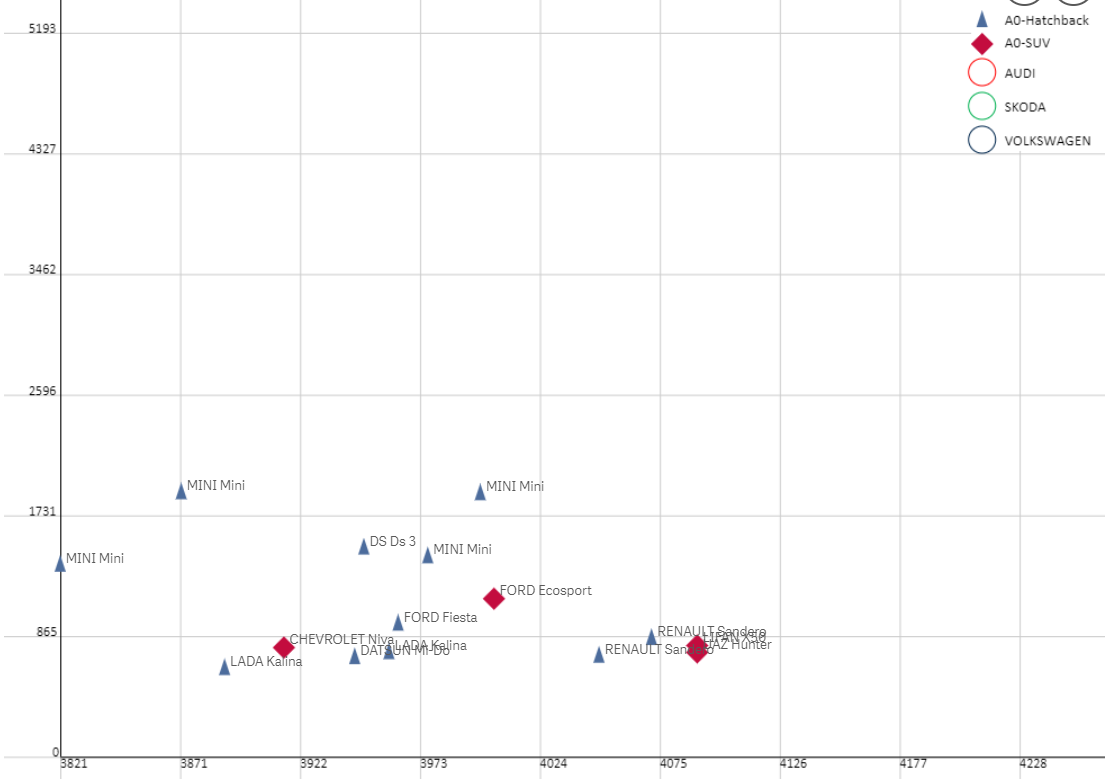 5193
A0-Hatchback
A0-SUV
AUDI
SKODA
4327
VOLKSWAGEN
3462
2596
MINI Mini
MINI Mini
1731
DS Ds 3
MINI Mini
MINI Mini
FORD Ecosport
FORD Fiesta
865
RENAULT Sandero
LIFAN X50
CHEVROLET Niva
LADA Kalina
UAZ Hunter
DATSUN Mi-Do
RENAULT Sandero
LADA Kalina
0
3821
3871
3922
3973
4024
4075
4126
4177
4228